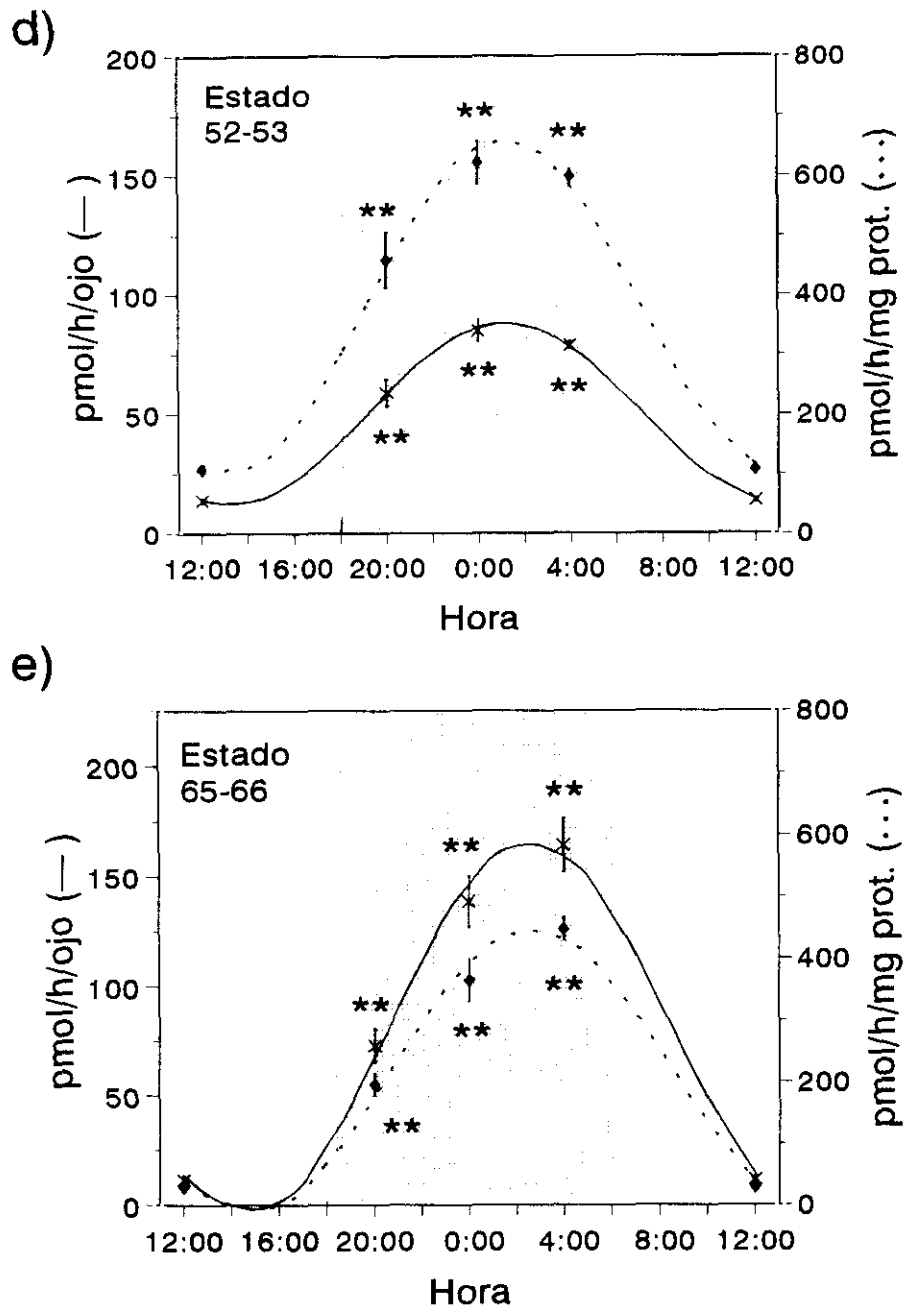 d)
Estado
52-53
pmol/h/ojo (—)
200
150
100
50
0
★★
★★
★★
★★
★★
★★
800
600
400
200
0
pmol/h/mg prot. (···)
12:00 16:00 20:00 0:00 4:00 8:00 12:00
Hora
e)
Estado
65-66
pmol/h/ojo (—)
200
150
100
50
0
★★
★★
★★
★★
★★
★★
800
600
400
200
0
pmol/h/mg prot. (···)
12:00 16:00 20:00 0:00 4:00 8:00 12:00
Hora